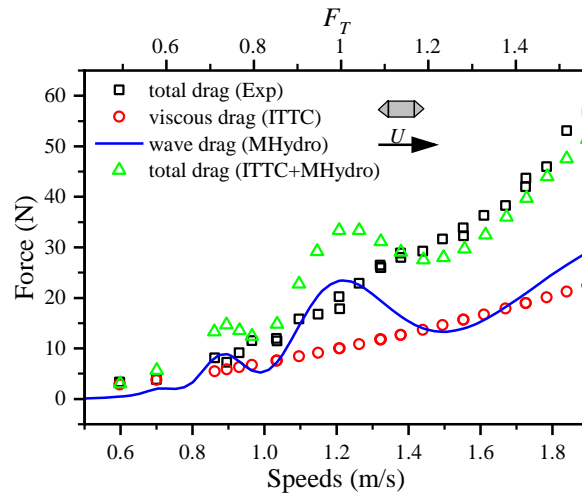 F_T
0.6 0.8 1 1.2 1.4
60
50
40
30
20
10
0
Force (N)
total drag (Exp)
viscous drag (ITTC)
wave drag (MHydro)
total drag (ITTC+MHydro)
U
0.6 0.8 1.0 1.2 1.4 1.6 1.8
Speeds (m/s)